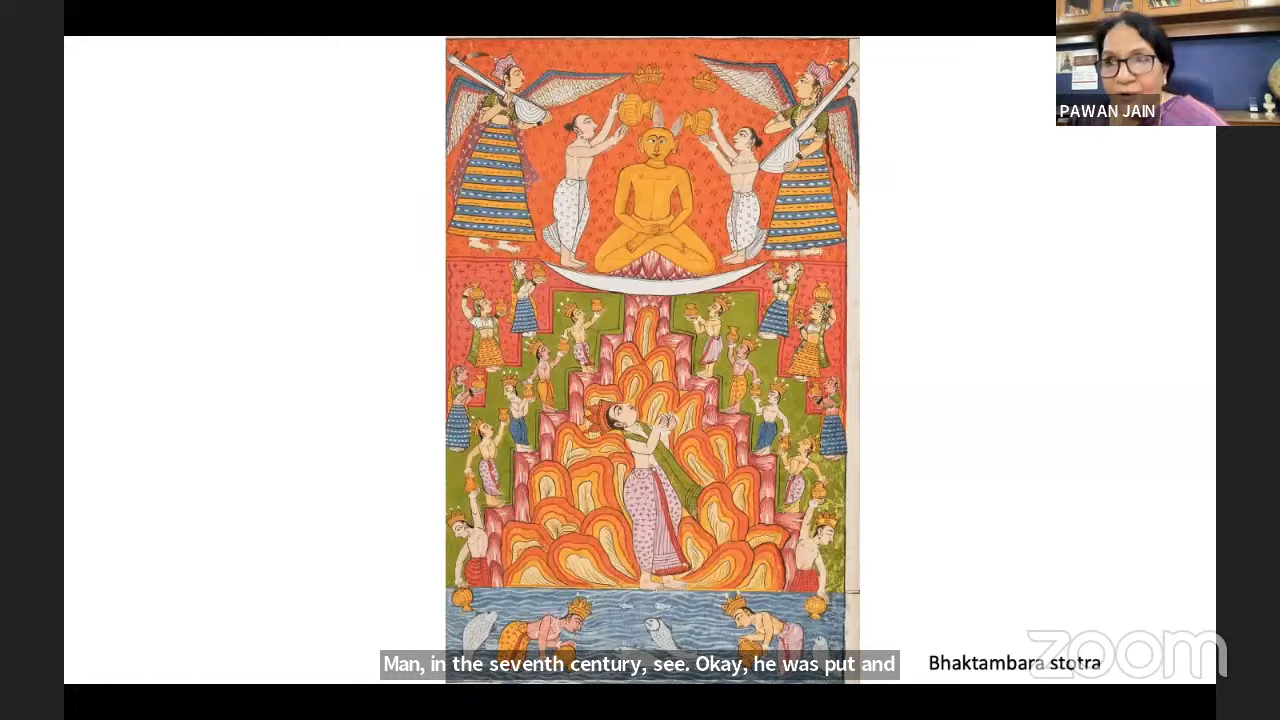 PAWAN JAIN
Man, in the seventh century, see. Okay, he was put and
Bhaktambara stotra
zoom